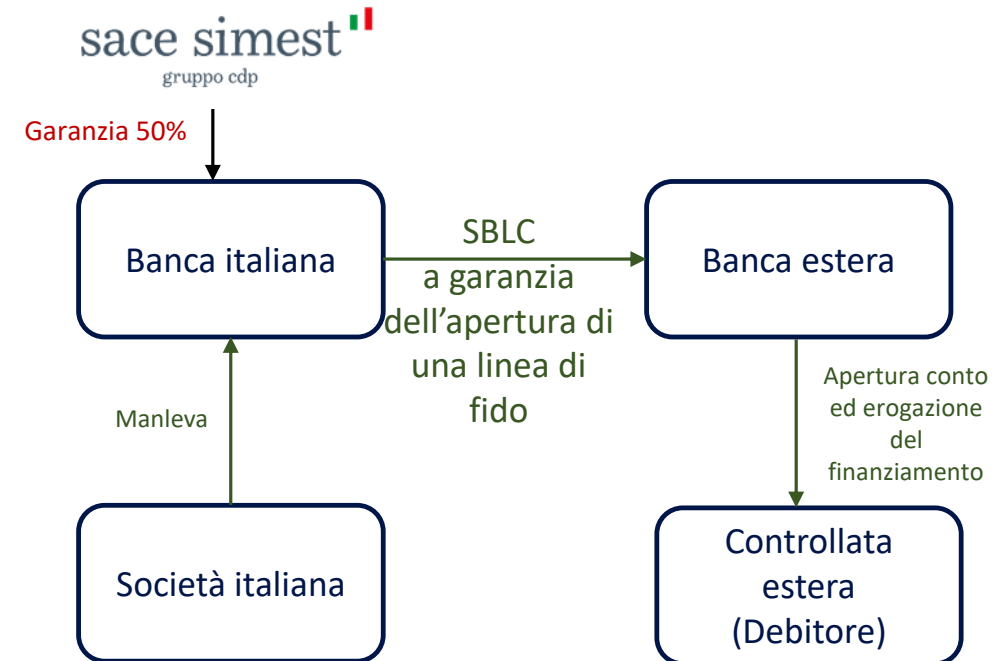 sace simest
gruppo cdp
Garanzia 50%
Banca italiana
SBLC
a garanzia
dell’apertura di
una linea di
fido
Banca estera
Manleva
Apertura conto
ed erogazione
del
finanziamento
Società italiana
Controllata
estera
(Debitore)